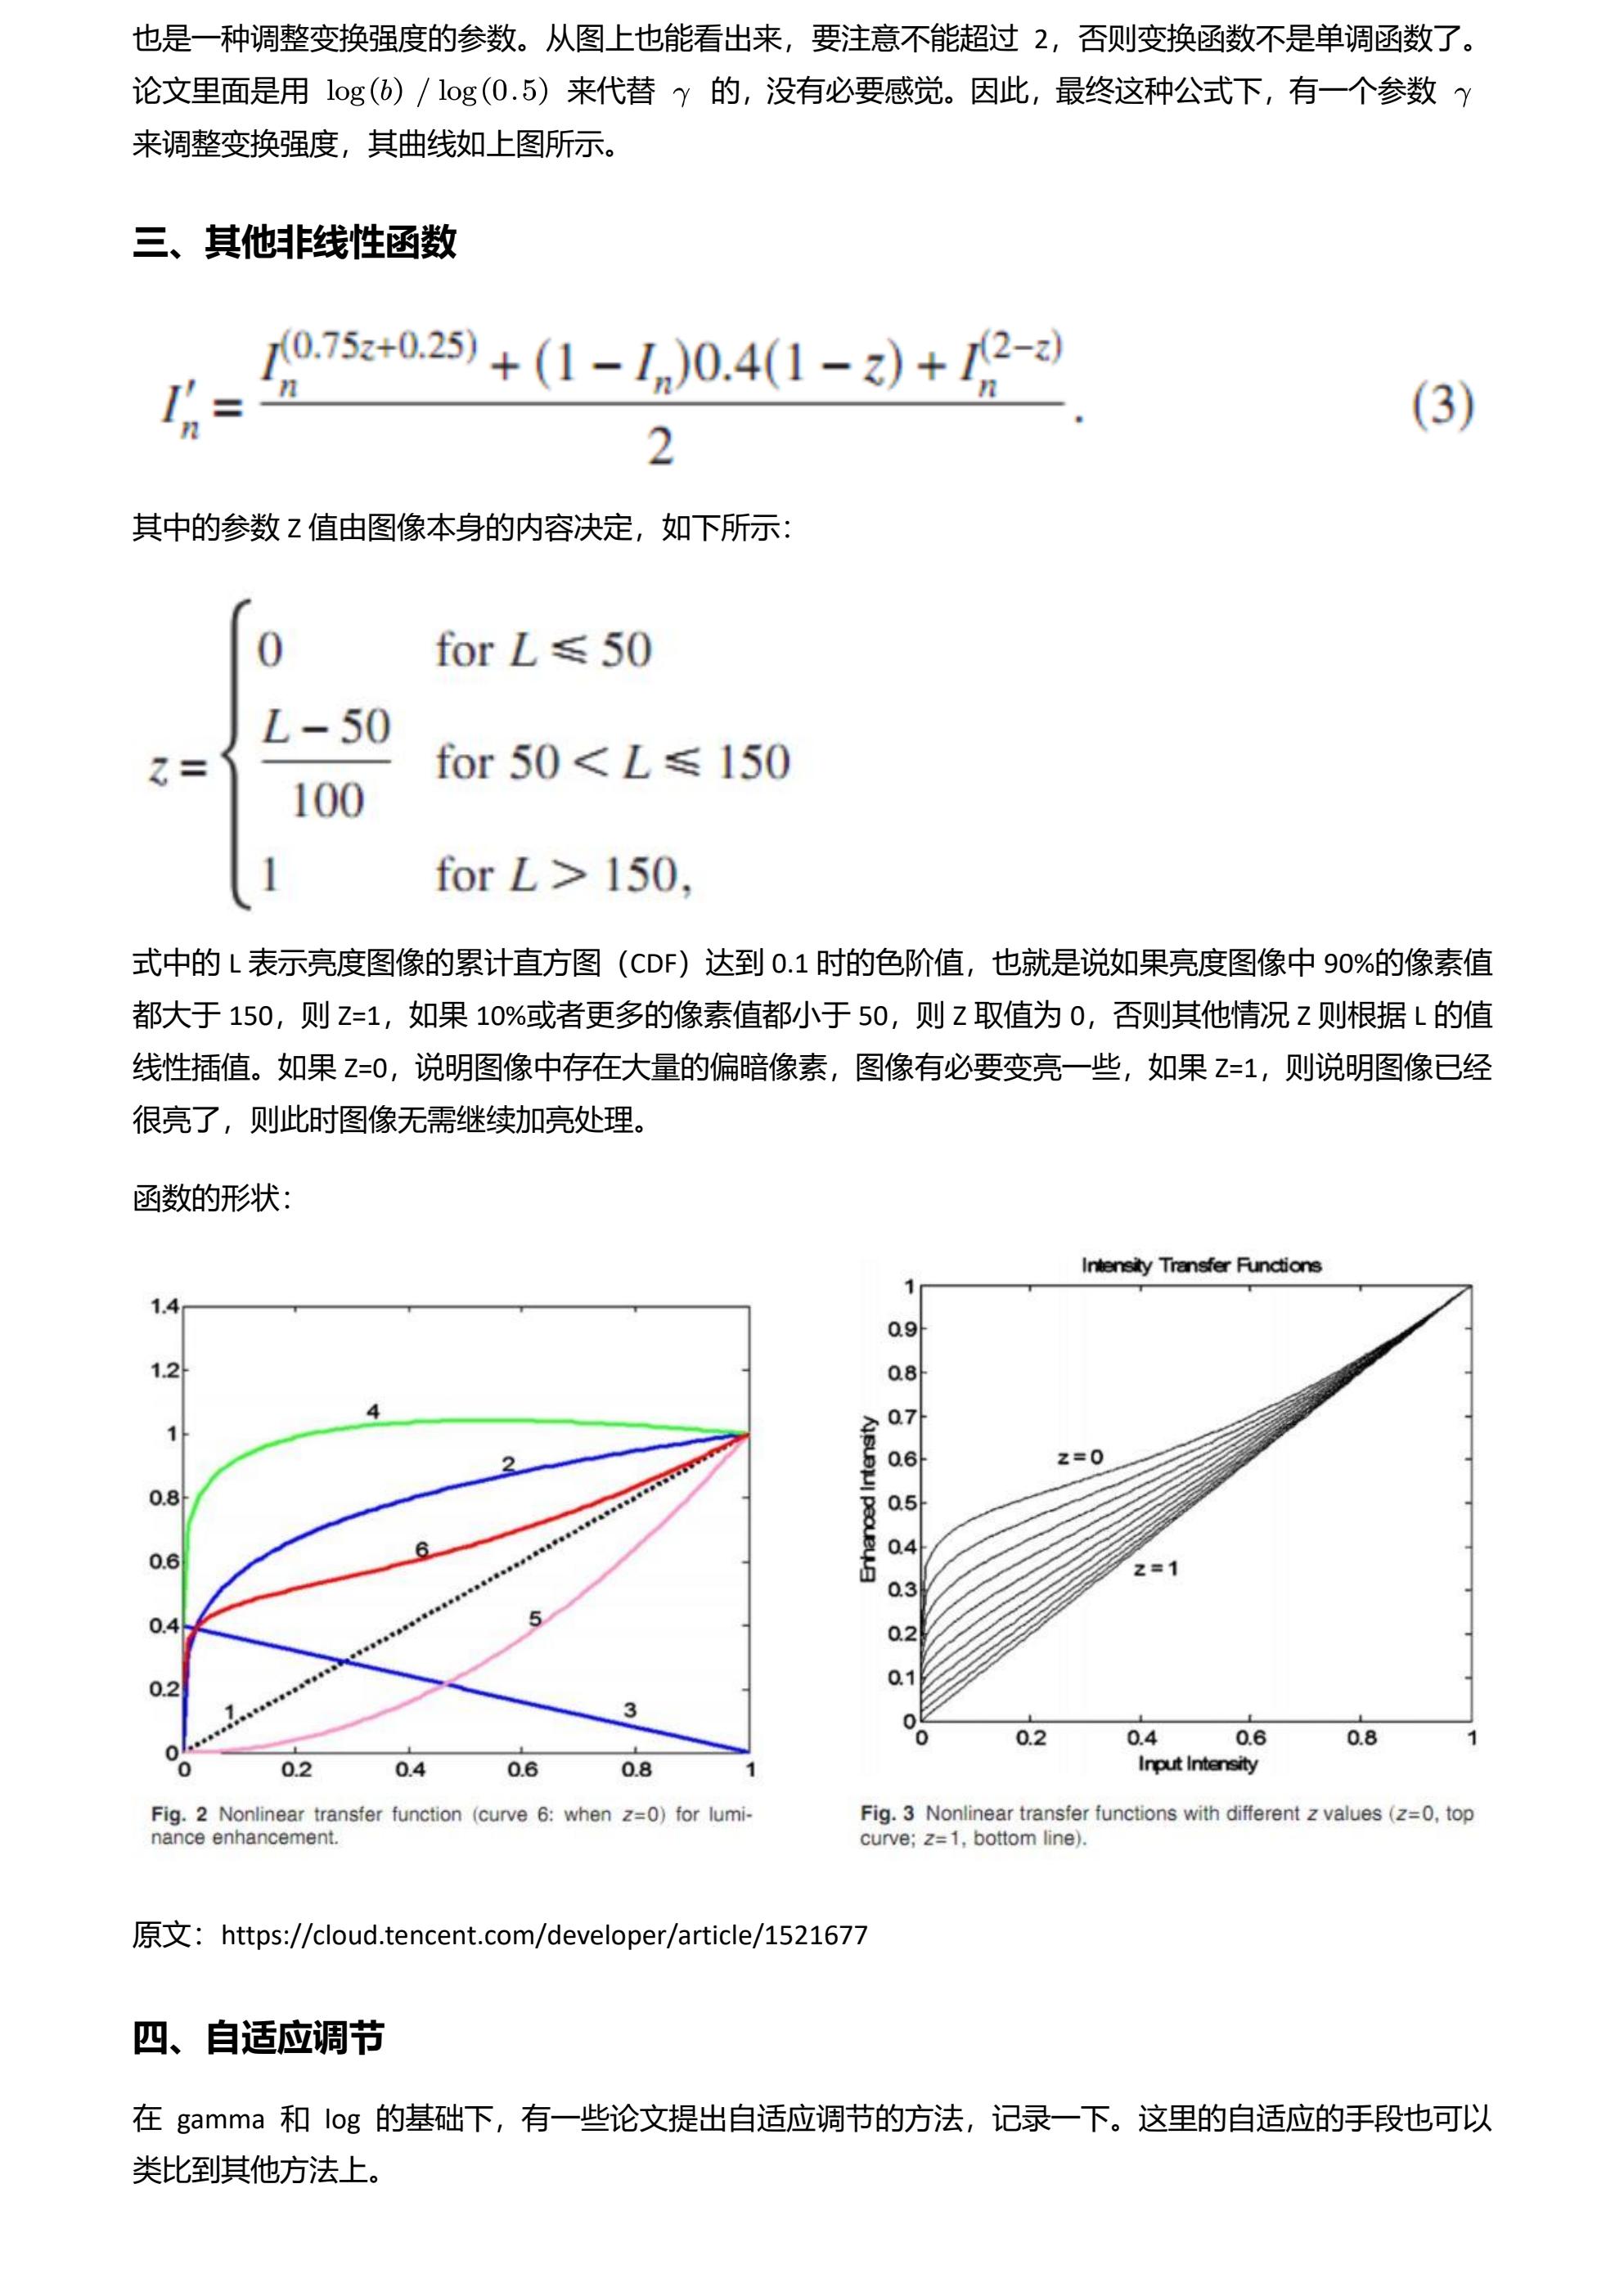 也是一种调整变换强度的参数。从图上也能看出来，要注意不能超过 2，否则变换函数不是单调函数了。
论文里面是用 log(b) / log(0.5) 来代替 γ 的，没有必要感觉。因此，最终这种公式下，有一个参数 γ
来调整变换强度，其曲线如上图所示。
三、其他非线性函数
I′n = (In^(0.75z+0.25) + (1 − In)0.4(1 − z) + In^(2−z)) / 2 . (3)
其中的参数 Z 值由图像本身的内容决定，如下所示：
z = {
0 for L ⩽ 50
(L − 50) / 100 for 50 < L ⩽ 150
1 for L > 150,
式中的 L 表示亮度图像的累计直方图（CDF）达到 0.1 时的色阶值，也就是说如果亮度图像中 90%的像素值
都大于 150，则 Z=1，如果 10%或者更多的像素值都小于 50，则 Z 取值为 0，否则其他情况 Z 则根据 L 的值
线性插值。如果 Z=0，说明图像中存在大量的偏暗像素，图像有必要变亮一些，如果 Z=1，则说明图像已经
很亮了，则此时图像无需继续加亮处理。
函数的形状：
1.4
1.2
1
0.8
0.6
0.4
0.2
0
4
2
6
5
1
3
0 0.2 0.4 0.6 0.8 1
Fig. 2 Nonlinear transfer function (curve 6: when z=0) for lumi-
nance enhancement.
Intensity Transfer Functions
Enhanced Intensity
1
0.9
0.8
0.7
0.6
0.5
0.4
0.3
0.2
0.1
0
z = 0
z = 1
0 0.2 0.4 0.6 0.8 1
Input Intensity
Fig. 3 Nonlinear transfer functions with different z values (z=0, top
curve; z=1, bottom line).
原文：https://cloud.tencent.com/developer/article/1521677
四、自适应调节
在 gamma 和 log 的基础下，有一些论文提出自适应调节的方法，记录一下。这里的自适应的手段也可以
类比到其他方法上。